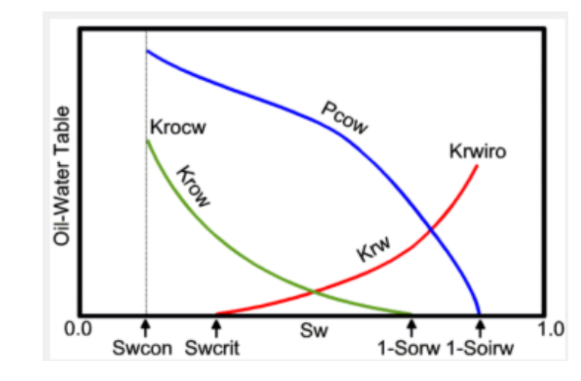 Oil-Water Table
Pcow
Krocw
Krwiro
Krow
Krw
0.0
Sw
1.0
Swcon Swcrit 1-Sorw 1-Soirw